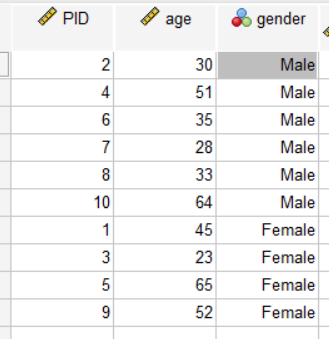 PID age gender
2 30 Male
4 51 Male
6 35 Male
7 28 Male
8 33 Male
10 64 Male
1 45 Female
3 23 Female
5 65 Female
9 52 Female